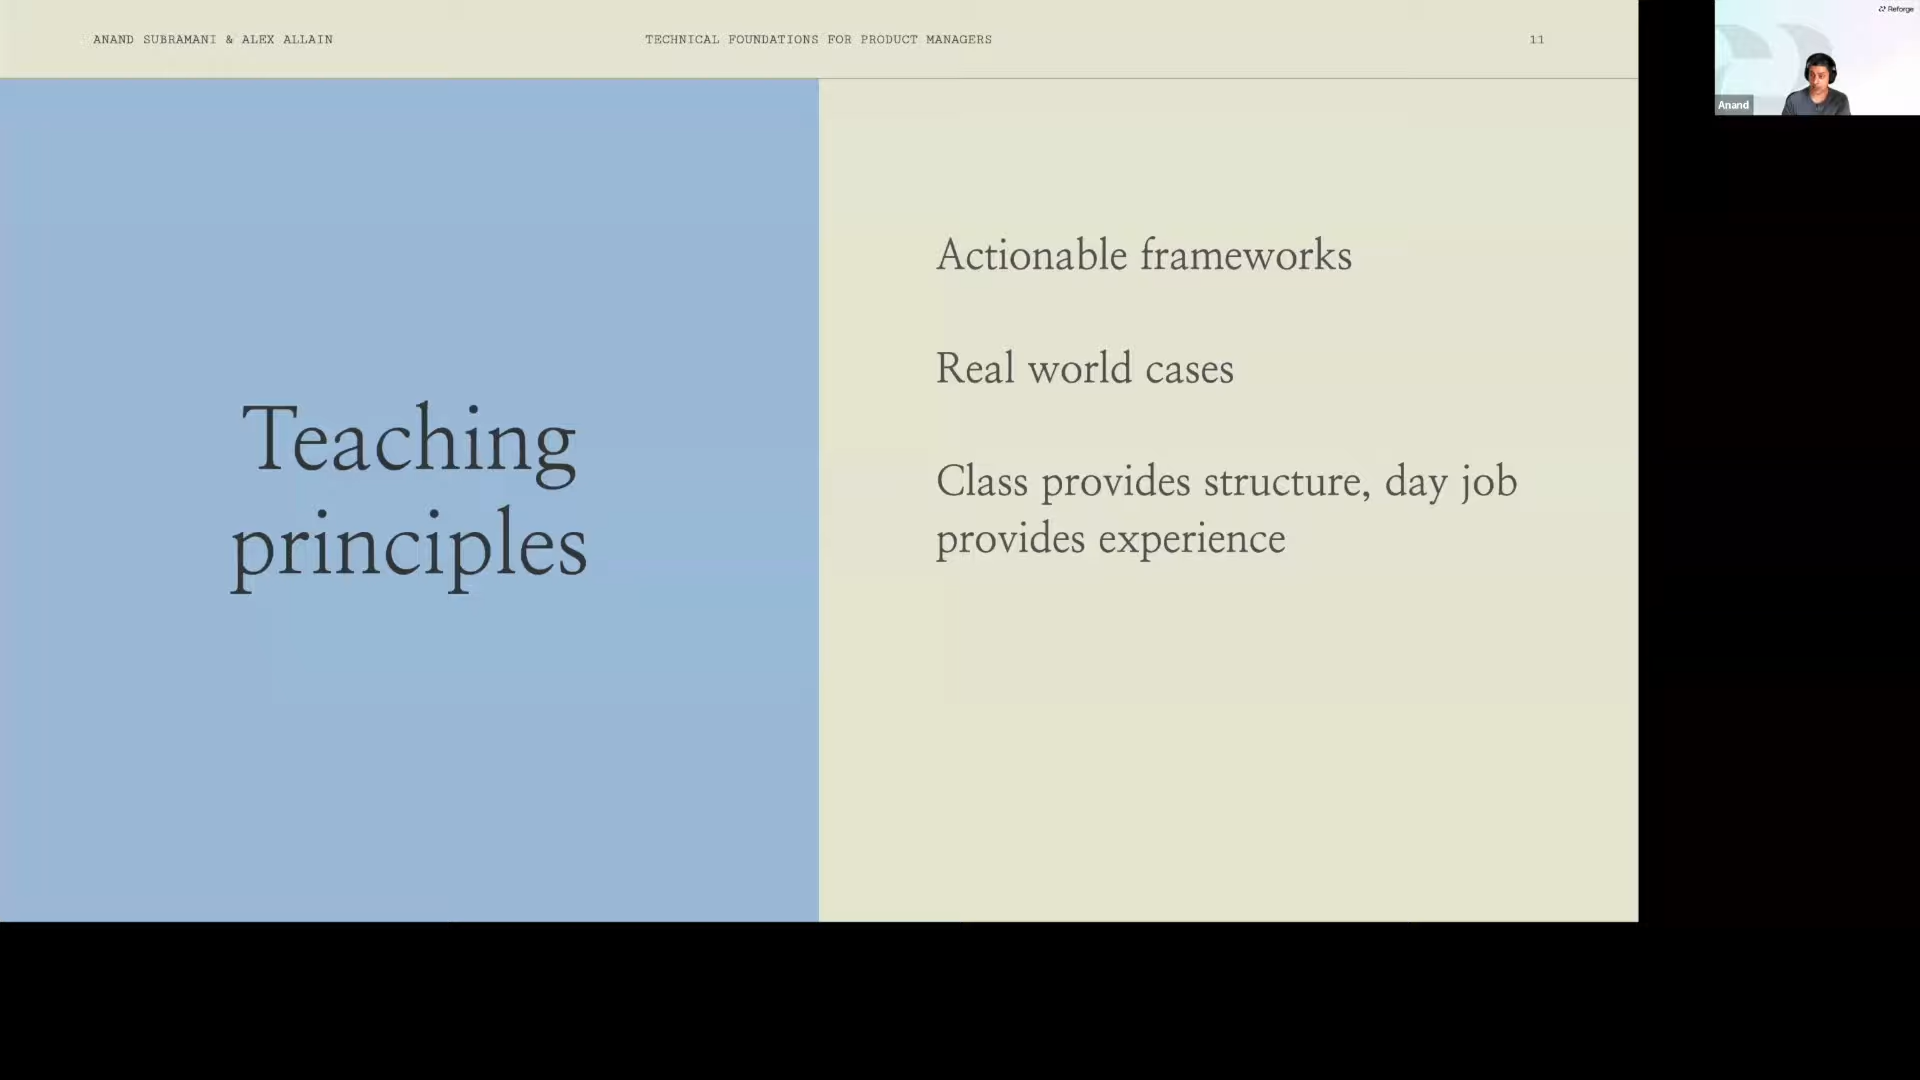 ANAND SUBRAMANI & ALEX ALLAIN
TECHNICAL FOUNDATIONS FOR PRODUCT MANAGERS
11
Reforge
Anand
Teaching
principles
Actionable frameworks
Real world cases
Class provides structure, day job
provides experience